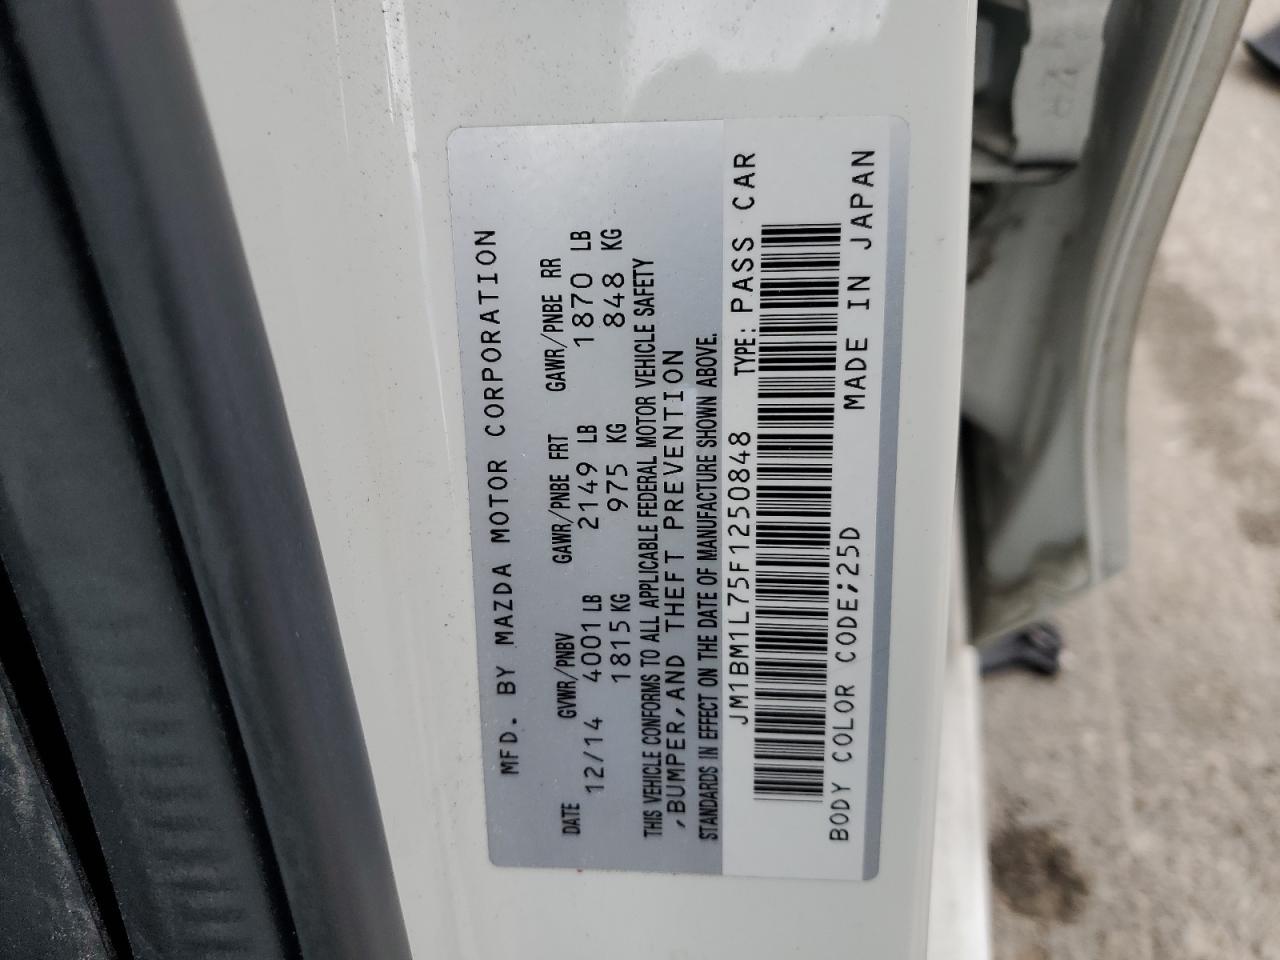 MFD. BY MAZDA MOTOR CORPORATION
DATE GVWR/PNBV GAWR/PNBE FRT GAWR/PNBE RR
12/14 4001 LB 2149 LB 1870 LB
1815 KG 975 KG 848 KG
THIS VEHICLE CONFORMS TO ALL APPLICABLE FEDERAL MOTOR VEHICLE SAFETY
,BUMPER,AND THEFT PREVENTION
STANDARDS IN EFFECT ON THE DATE OF MANUFACTURE SHOWN ABOVE.
JM1BM1L75F1250848 TYPE: PASS CAR
BODY COLOR CODE;25D MADE IN JAPAN